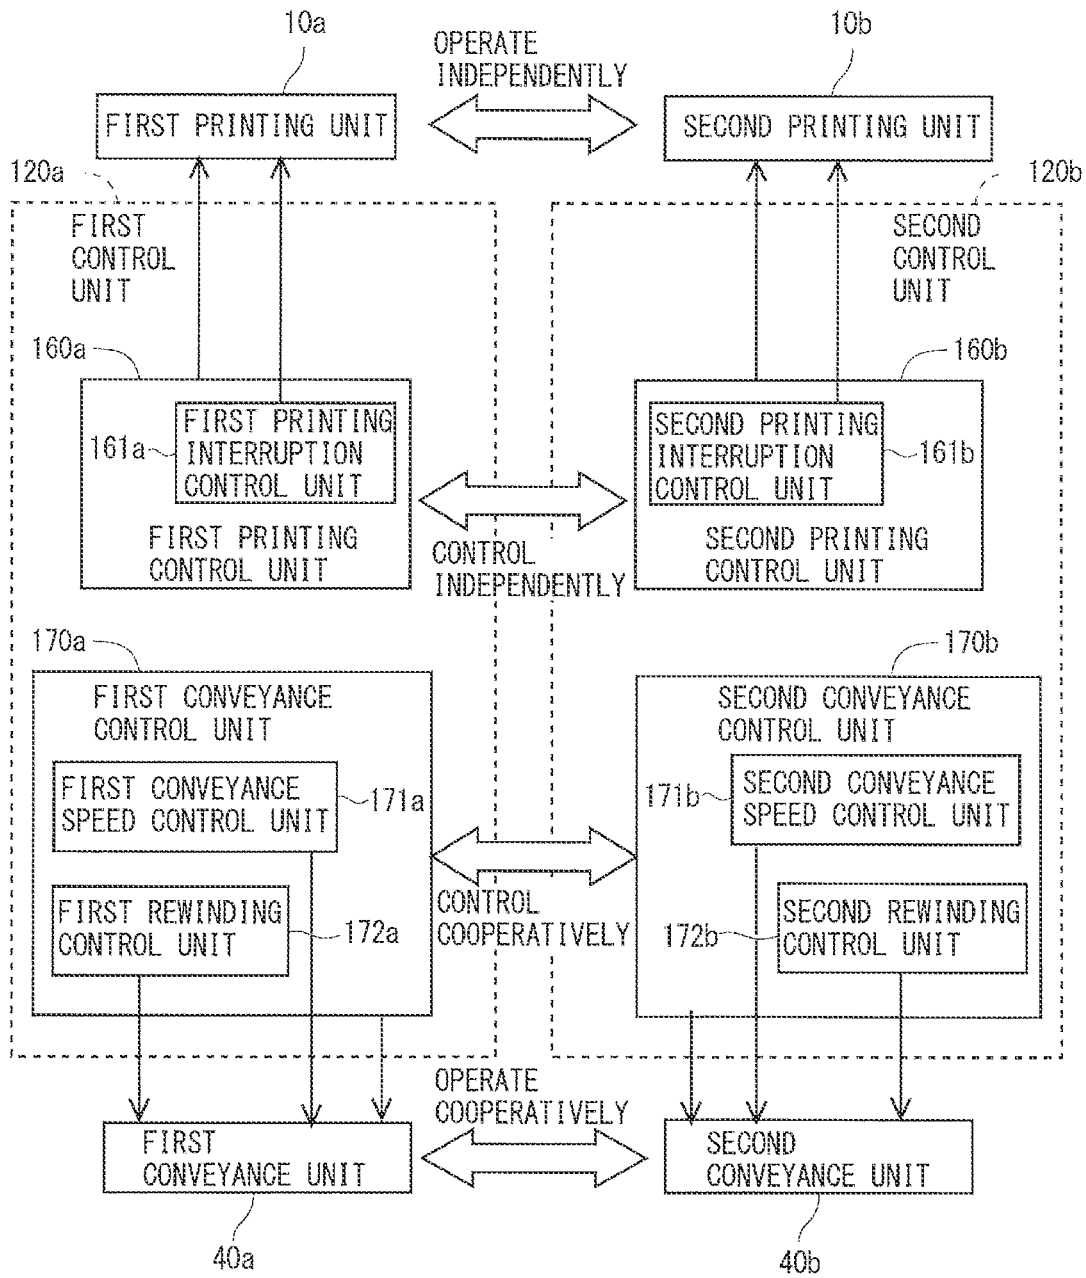 10a
OPERATE
INDEPENDENTLY
10b
FIRST PRINTING UNIT
SECOND PRINTING UNIT
120a
120b
FIRST
CONTROL
UNIT
SECOND
CONTROL
UNIT
160a
160b
FIRST PRINTING
INTERRUPTION
CONTROL UNIT
161a
SECOND PRINTING
INTERRUPTION
CONTROL UNIT
161b
FIRST PRINTING
CONTROL UNIT
CONTROL
INDEPENDENTLY
SECOND PRINTING
CONTROL UNIT
170a
170b
FIRST CONVEYANCE
CONTROL UNIT
SECOND CONVEYANCE
CONTROL UNIT
FIRST CONVEYANCE
SPEED CONTROL UNIT
171a
171b
SECOND CONVEYANCE
SPEED CONTROL UNIT
FIRST REWINDING
CONTROL UNIT
172a
CONTROL
COOPERATIVELY
172b
SECOND REWINDING
CONTROL UNIT
OPERATE
COOPERATIVELY
FIRST
CONVEYANCE UNIT
SECOND
CONVEYANCE UNIT
40a
40b